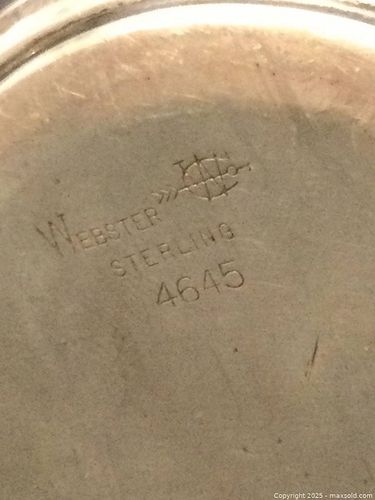 WEBSTER
STERLING
4645
Copyright 2025 - maxsold.com